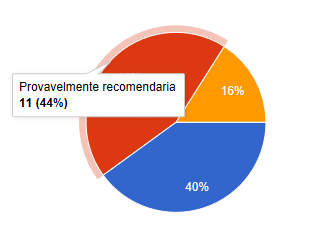 Provavelmente recomendaria
11 (44%)
16%
40%